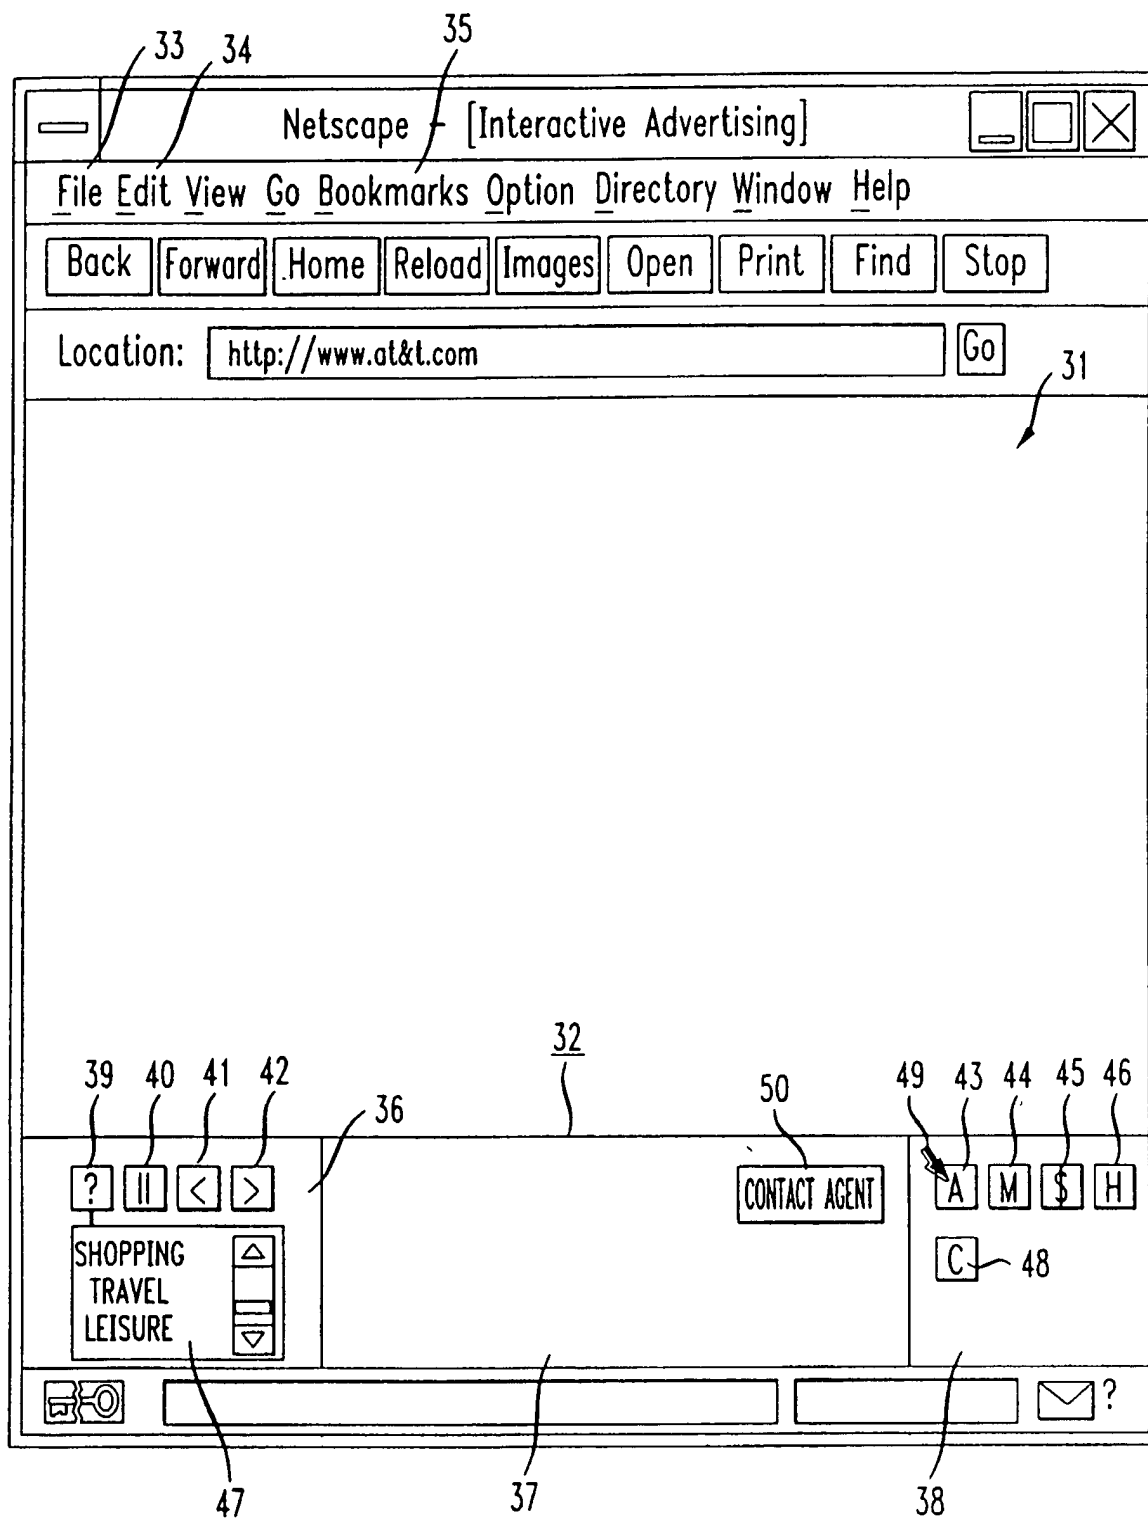 33 34 35
Netscape - [Interactive Advertising]
File Edit View Go Bookmarks Option Directory Window Help
Back Forward .Home Reload Images Open Print Find Stop
Location: http://www.at&t.com Go
31
32
39 40 41 42 36 50 49 43 44 45 46
? || < > CONTACT AGENT A M $ H
SHOPPING
TRAVEL
LEISURE
C 48
?
47 37 38